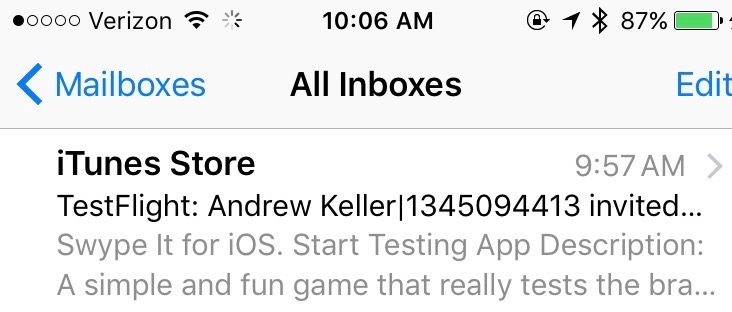 Verizon 10:06 AM 87%
Mailboxes All Inboxes Edit
iTunes Store 9:57 AM
TestFlight: Andrew Keller|1345094413 invited...
Swype It for iOS. Start Testing App Description:
A simple and fun game that really tests the bra...